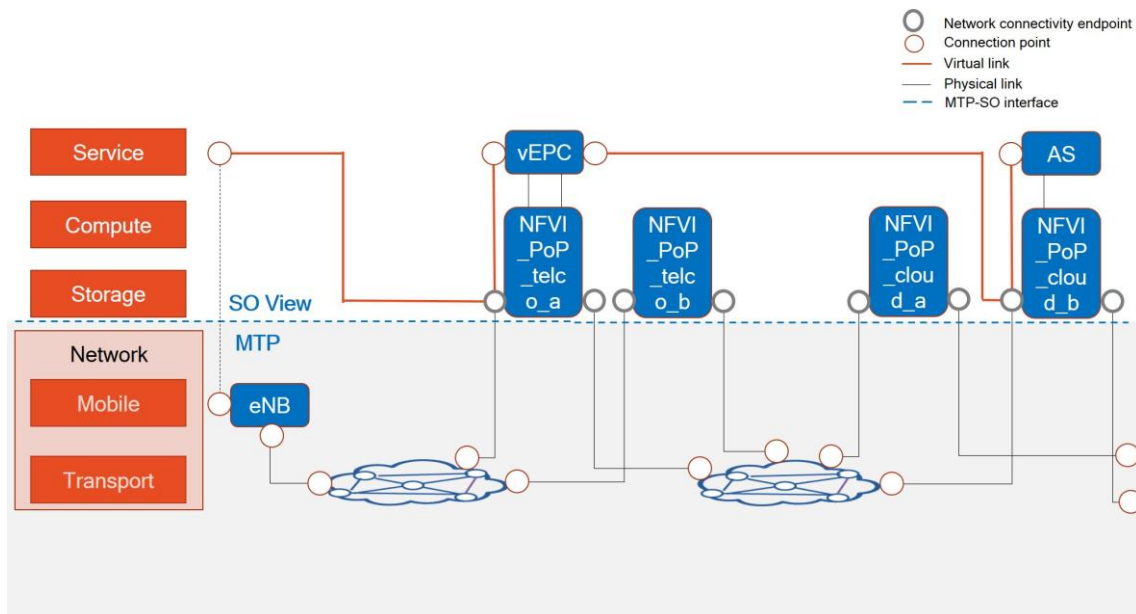 Network connectivity endpoint
Connection point
Virtual link
Physical link
MTP-SO interface
Service
vEPC
AS
Compute
NFVI
_PoP
_telc
o_a
NFVI
_PoP
_telc
o_b
NFVI
_PoP
_clou
d_a
NFVI
_PoP
_clou
d_b
Storage
SO View
MTP
Network
Mobile
eNB
Transport